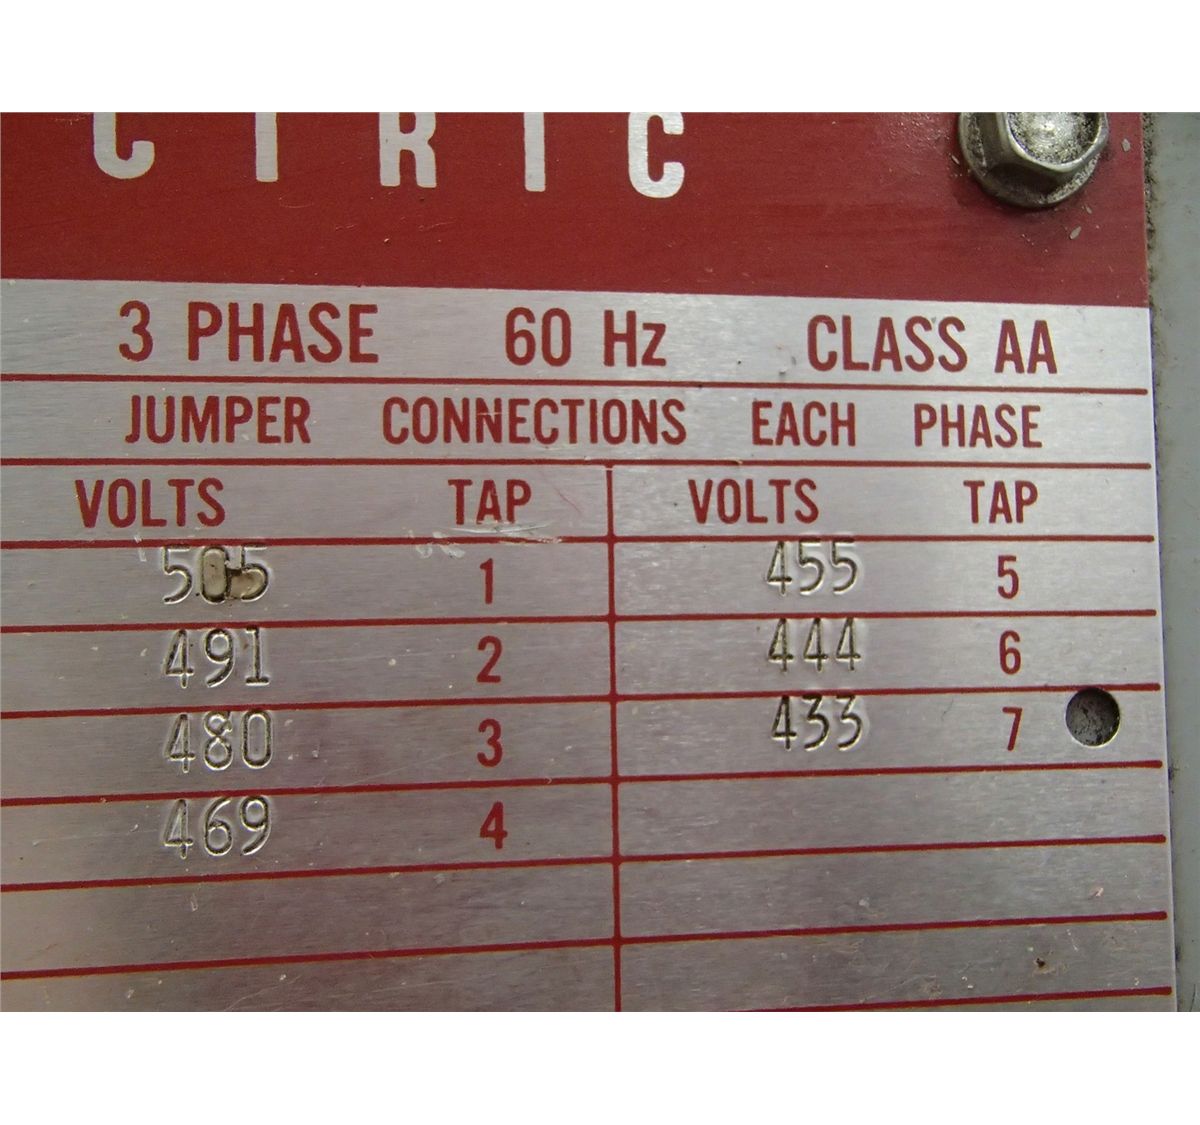 CTRIC
3 PHASE 60 Hz CLASS AA
JUMPER CONNECTIONS EACH PHASE
VOLTS TAP VOLTS TAP
505 1 455 5
491 2 444 6
480 3 433 7
469 4